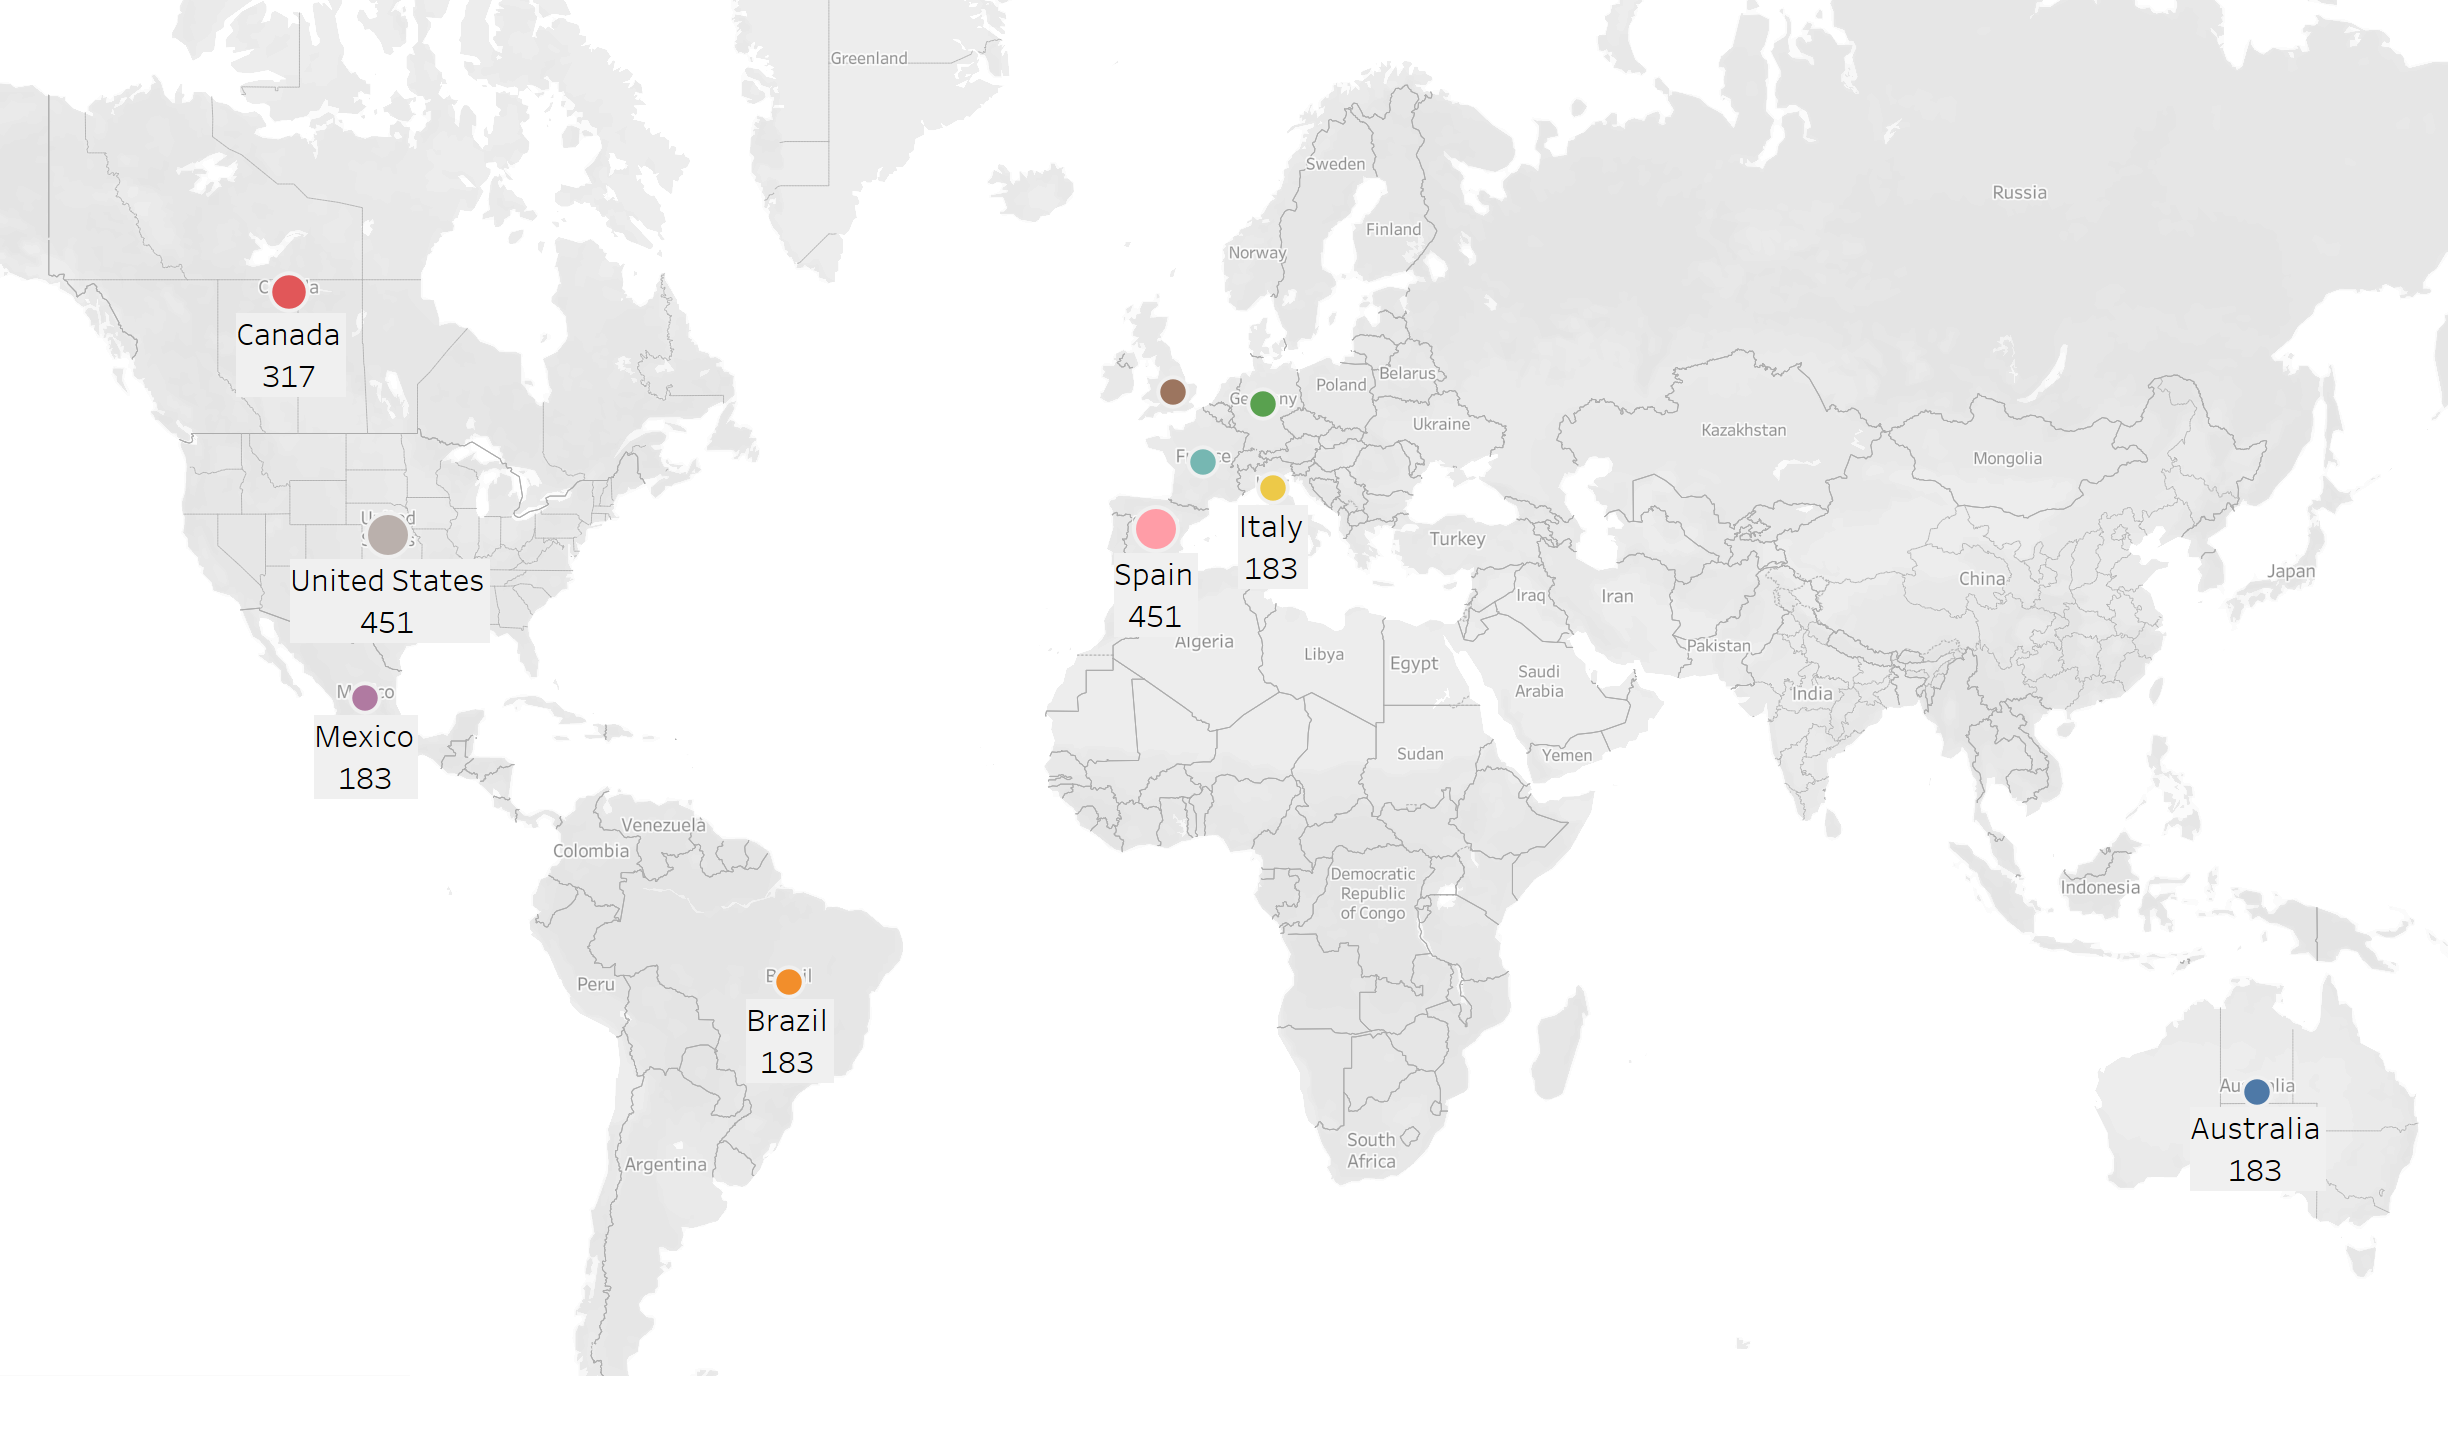 Greenland
Sweden
Russia
Finland
Norway
Canada
317
Poland
Belarus
Ukraine
Kazakhstan
Mongolia
United States
451
Italy
183
Spain
451
Turkey
China
Japan
Iraq
Iran
Algeria
Libya
Egypt
Saudi
Arabia
Pakistan
India
Mexico
183
Sudan
Yemen
Venezuela
Colombia
Democratic
Republic
of Congo
Indonesia
Peru
Brazil
183
Australia
183
South
Africa
Argentina